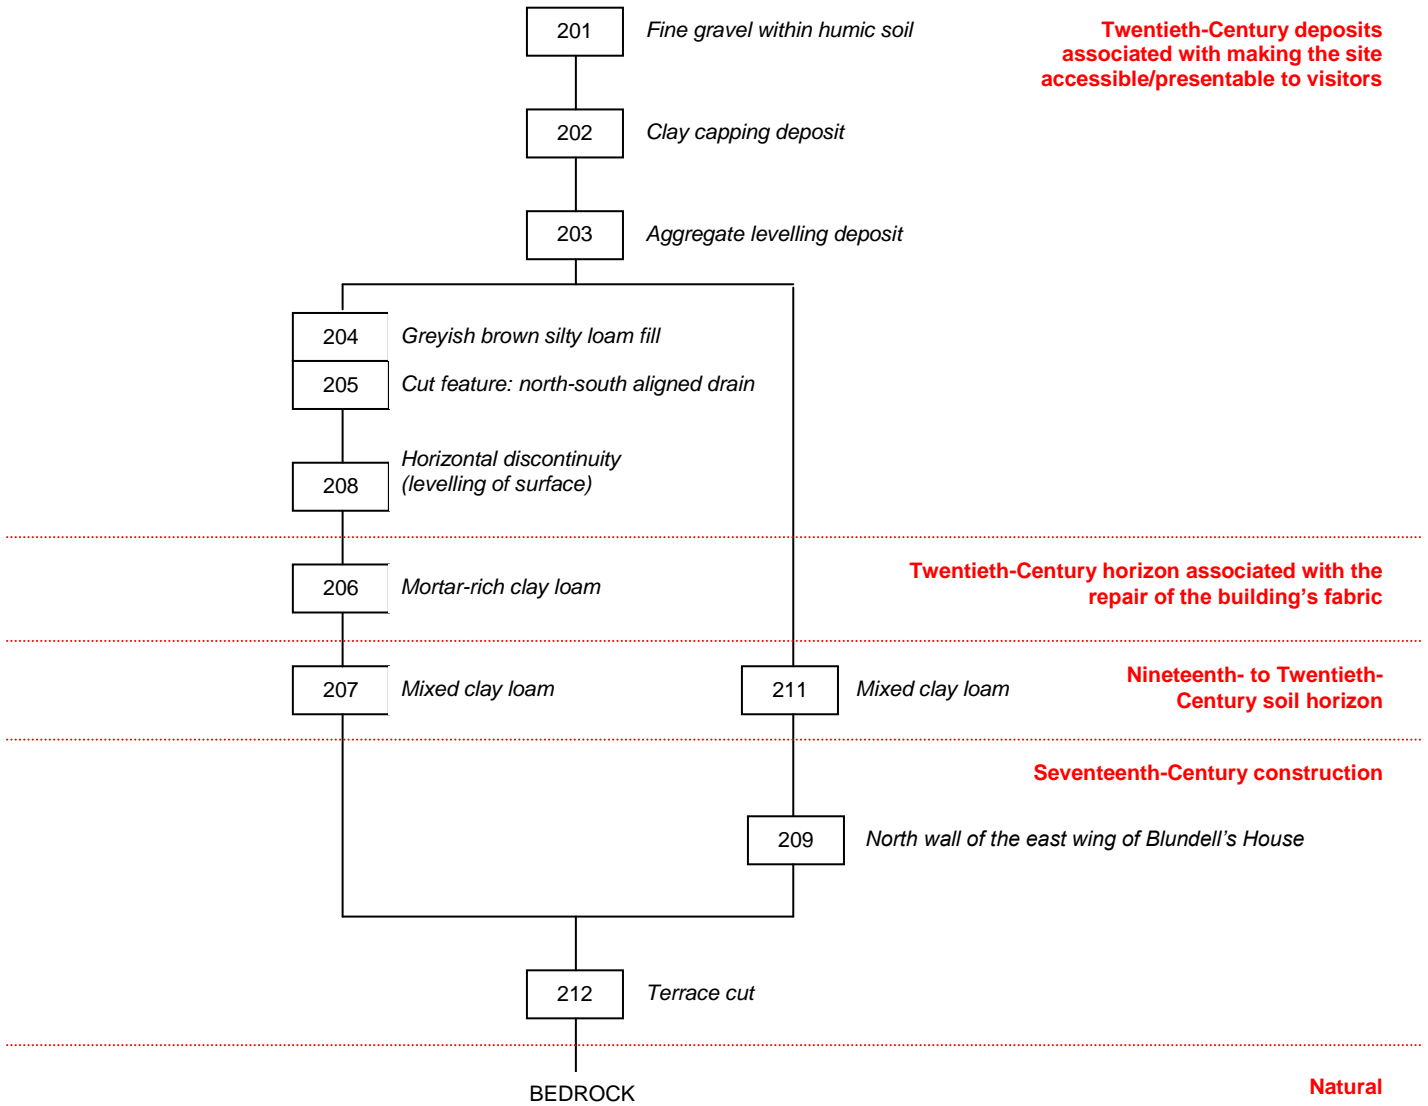 201
Fine gravel within humic soil
Twentieth-Century deposits
associated with making the site
accessible/presentable to visitors
202
Clay capping deposit
203
Aggregate levelling deposit
204
Greyish brown silty loam fill
205
Cut feature: north-south aligned drain
208
Horizontal discontinuity
(levelling of surface)
206
Mortar-rich clay loam
Twentieth-Century horizon associated with the
repair of the building’s fabric
207
Mixed clay loam
211
Mixed clay loam
Nineteenth- to Twentieth-
Century soil horizon
Seventeenth-Century construction
209
North wall of the east wing of Blundell’s House
212
Terrace cut
BEDROCK
Natural